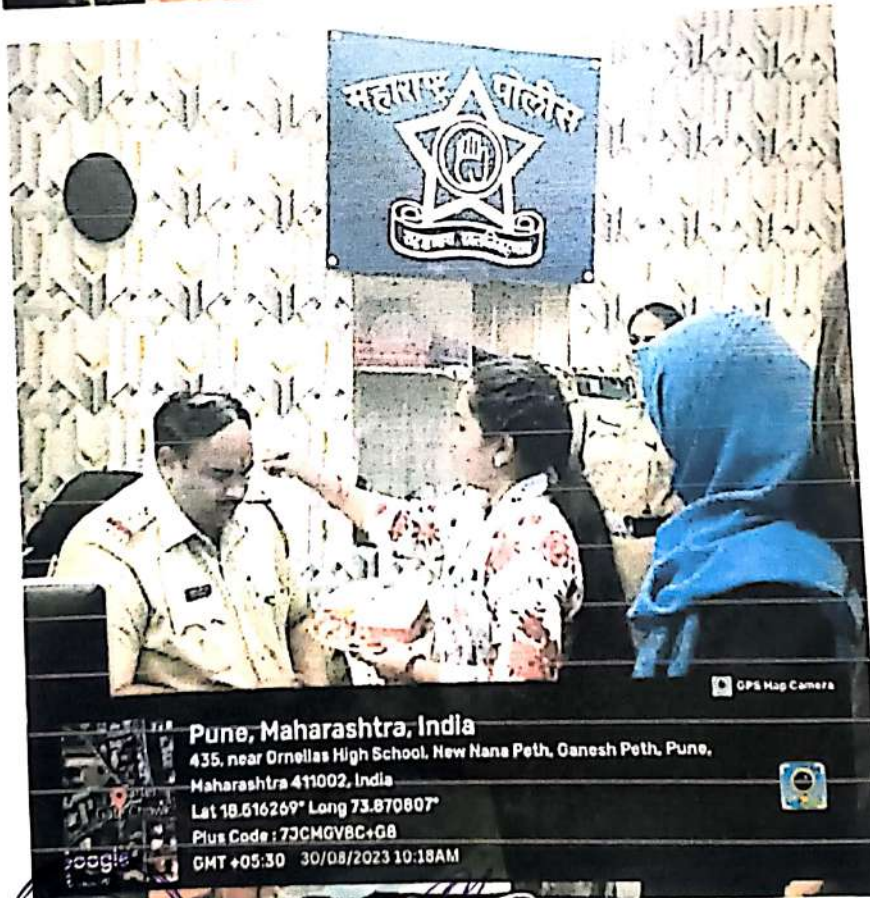 महाराष्ट्र पोलीस
GPS Map Camera
Pune, Maharashtra, India
435, near Ornellas High School, New Nana Peth, Ganesh Peth, Pune,
Maharashtra 411002, India
Lat 18.516269° Long 73.870807°
Plus Code : 7JCMGV8C+G8
GMT +05:30 30/08/2023 10:18AM
Google